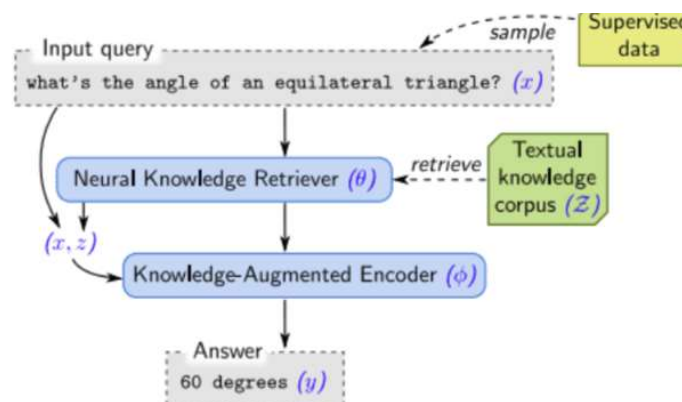 Supervised
data
sample
Input query
what's the angle of an equilateral triangle? (x)
Neural Knowledge Retriever (θ)
retrieve
Textual
knowledge
corpus (𝒵)
(x, z)
Knowledge-Augmented Encoder (ϕ)
Answer
60 degrees (y)